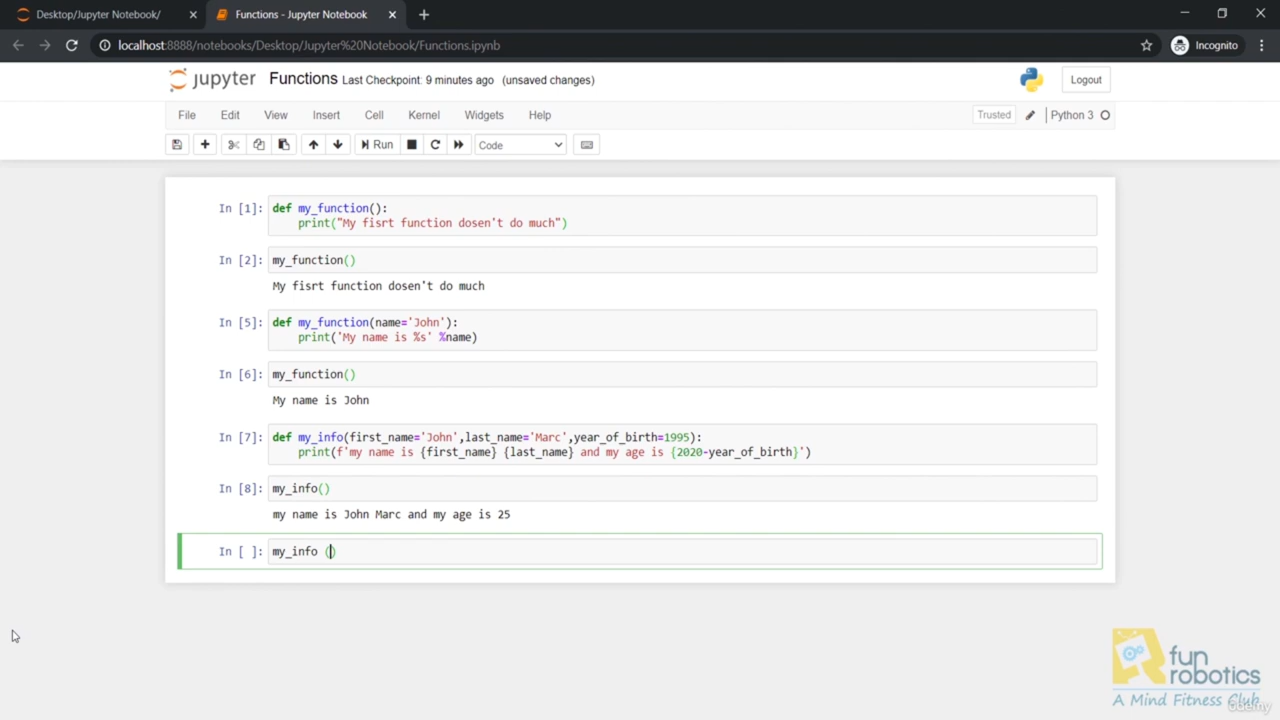 Desktop/Jupyter Notebook/
Functions - Jupyter Notebook
localhost:8888/notebooks/Desktop/Jupyter%20Notebook/Functions.ipynb
Incognito
jupyter Functions Last Checkpoint: 9 minutes ago (unsaved changes)
Logout
File Edit View Insert Cell Kernel Widgets Help
Trusted
Python 3
Run
Code
In [1]: def my_function():
print("My fisrt function dosen't do much")
In [2]: my_function()
My fisrt function dosen't do much
In [5]: def my_function(name='John'):
print('My name is %s' %name)
In [6]: my_function()
My name is John
In [7]: def my_info(first_name='John',last_name='Marc',year_of_birth=1995):
print(f'my name is {first_name} {last_name} and my age is {2020-year_of_birth}')
In [8]: my_info()
my name is John Marc and my age is 25
In [ ]: my_info ()
fun
robotics
A Mind Fitness Club
ûdemy